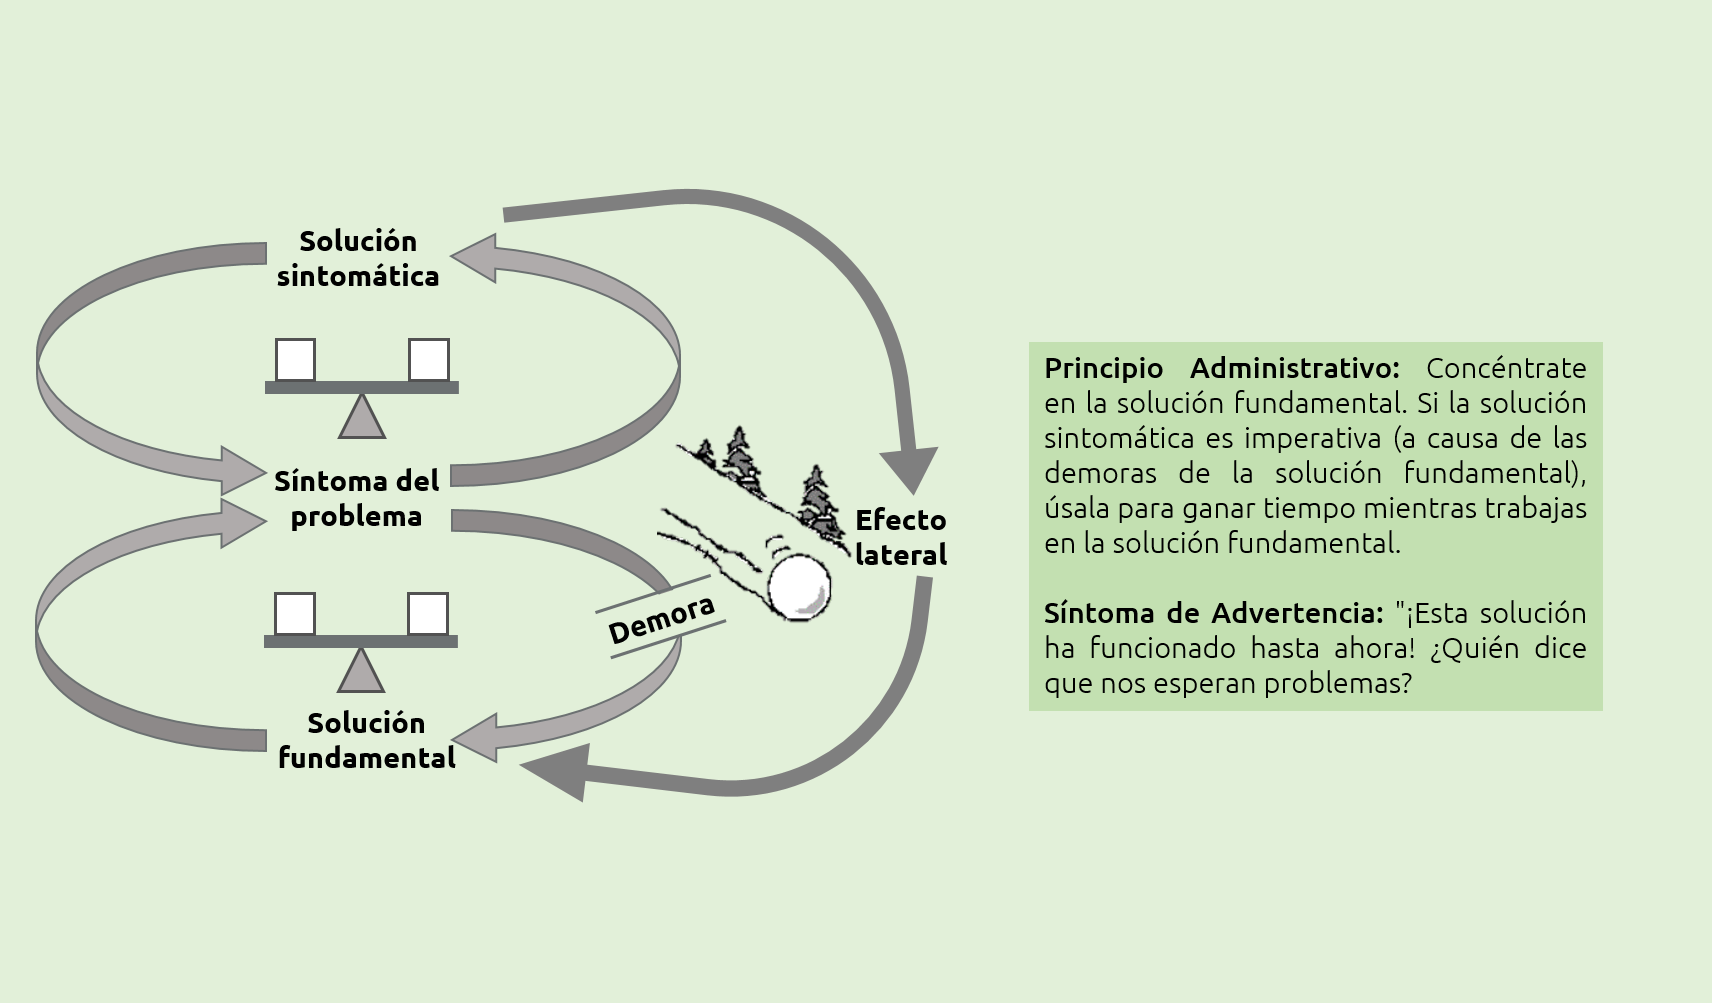 Solución
sintomática
Síntoma del
problema
Efecto
lateral
Demora
Solución
fundamental
Principio Administrativo: Concéntrate
en la solución fundamental. Si la solución
sintomática es imperativa (a causa de las
demoras de la solución fundamental),
úsala para ganar tiempo mientras trabajas
en la solución fundamental.
Síntoma de Advertencia: "¡Esta solución
ha funcionado hasta ahora! ¿Quién dice
que nos esperan problemas?